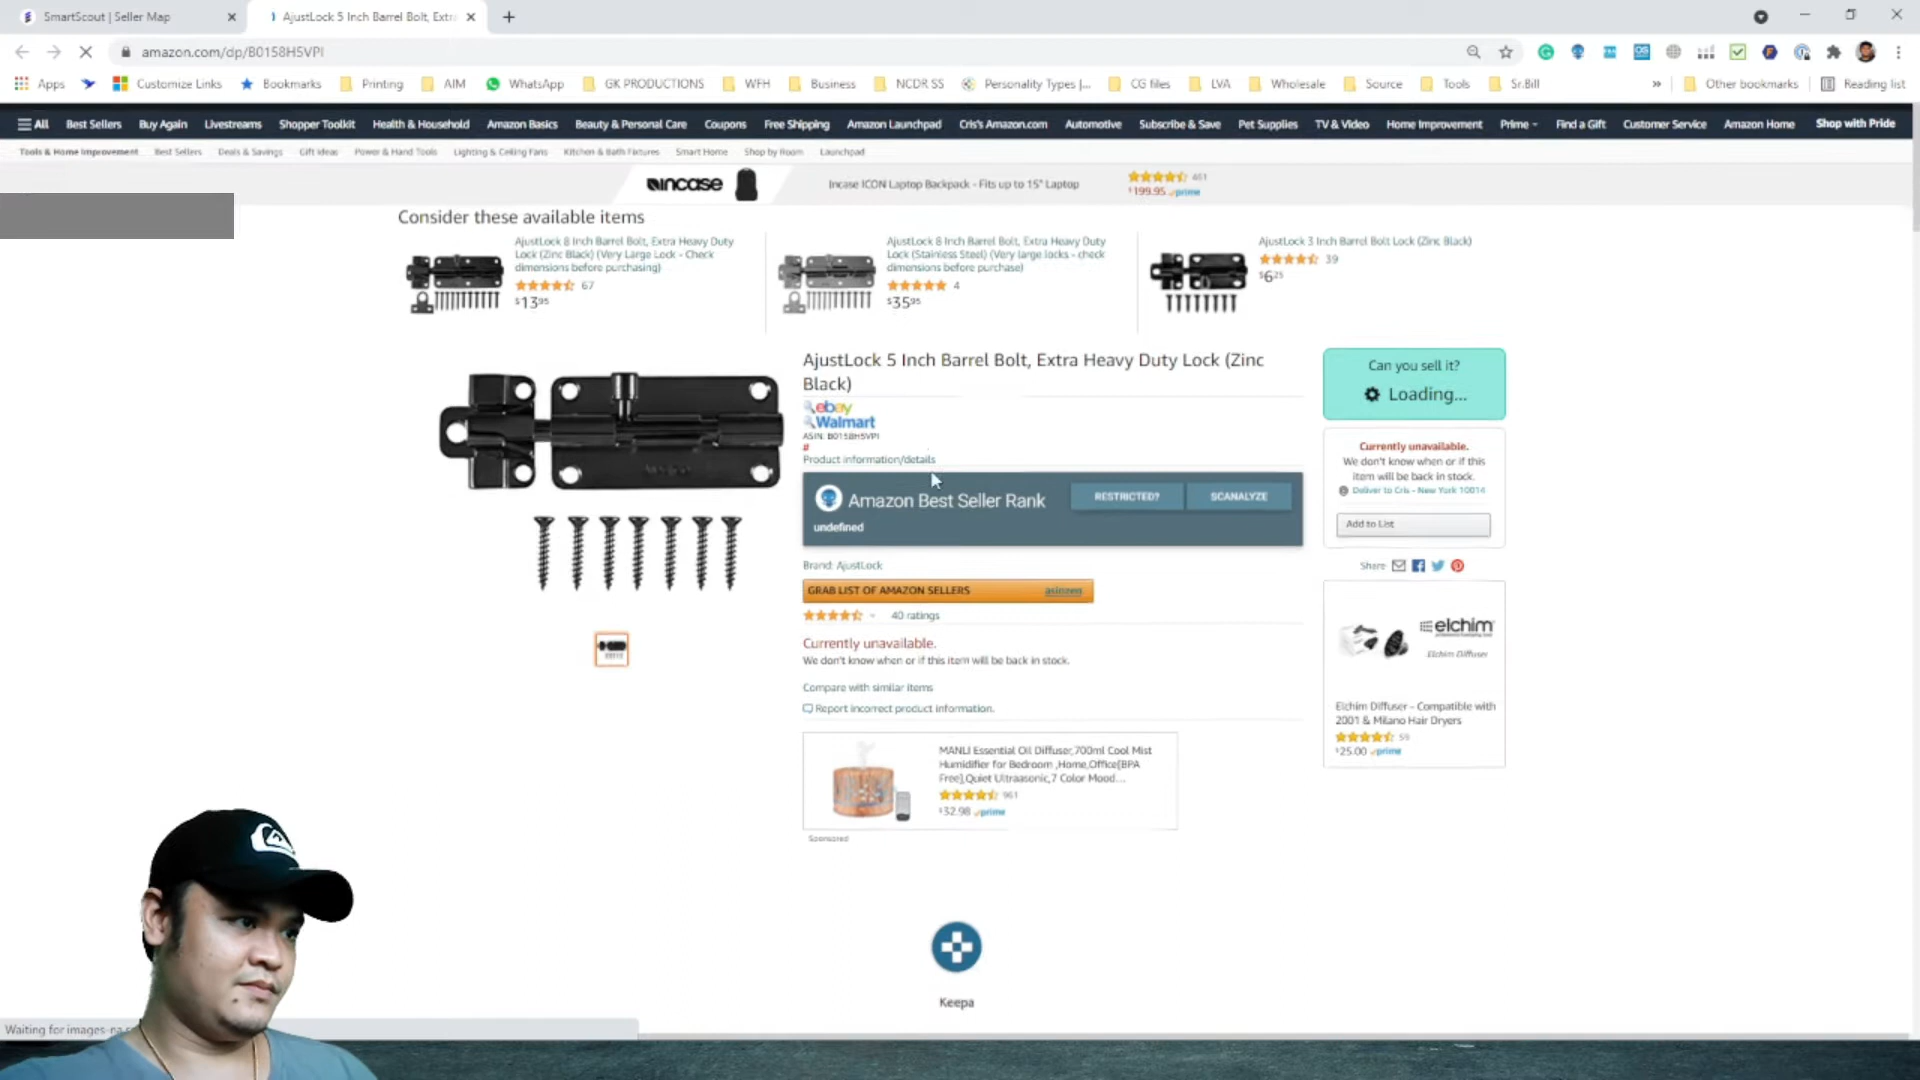 SmartScout | Seller Map
AjustLock 5 Inch Barrel Bolt, Extr
amazon.com/dp/B0158H5VPI
Apps
Customize Links
Bookmarks
Printing
AIM
WhatsApp
GK PRODUCTIONS
WFH
Business
NCDR SS
Personality Types |...
CG files
LVA
Wholesale
Source
Tools
Sr.Bill
»
Other bookmarks
Reading list
All
Best Sellers
Buy Again
Livestreams
Shopper Toolkit
Health & Household
Amazon Basics
Beauty & Personal Care
Coupons
Free Shipping
Amazon Launchpad
Cris's Amazon.com
Automotive
Subscribe & Save
Pet Supplies
TV & Video
Home Improvement
Prime
Find a Gift
Customer Service
Amazon Home
Shop with Pride
Tools & Home Improvement
Best Sellers
Deals & Savings
Gift Ideas
Power & Hand Tools
Lighting & Ceiling Fans
Kitchen & Bath Fixtures
Smart Home
Shop by Room
Launchpad
incase
Incase ICON Laptop Backpack - Fits up to 15" Laptop
461
$199.95 prime
Consider these available items
AjustLock 8 Inch Barrel Bolt, Extra Heavy Duty
Lock (Zinc Black) (Very Large Lock - Check
dimensions before purchasing)
67
$13.95
AjustLock 8 Inch Barrel Bolt, Extra Heavy Duty
Lock (Stainless Steel) (Very large locks - check
dimensions before purchase)
4
$35.95
AjustLock 3 Inch Barrel Bolt Lock (Zinc Black)
39
$6.25
AjustLock 5 Inch Barrel Bolt, Extra Heavy Duty Lock (Zinc
Black)
ebay
Walmart
ASIN: B0158H5VPI
#
Product information/details
Amazon Best Seller Rank
RESTRICTED?
SCANALYZE
undefined
Brand: AjustLock
GRAB LIST OF AMAZON SELLERS
asinzen
40 ratings
Currently unavailable.
We don't know when or if this item will be back in stock.
Compare with similar items
Report incorrect product information.
MANLI Essential Oil Diffuser,700ml Cool Mist
Humidifier for Bedroom ,Home,Office[BPA
Free],Quiet Ultrasonic,7 Color Mood...
961
$32.98 prime
Sponsored
Can you sell it?
Loading...
Currently unavailable.
We don't know when or if this
item will be back in stock.
Deliver to Cris - New York 10014
Add to List
Share
elchim
Elchim Diffuser
Elchim Diffuser - Compatible with
2001 & Milano Hair Dryers
59
$25.00 prime
Keepa
Waiting for images-na.s